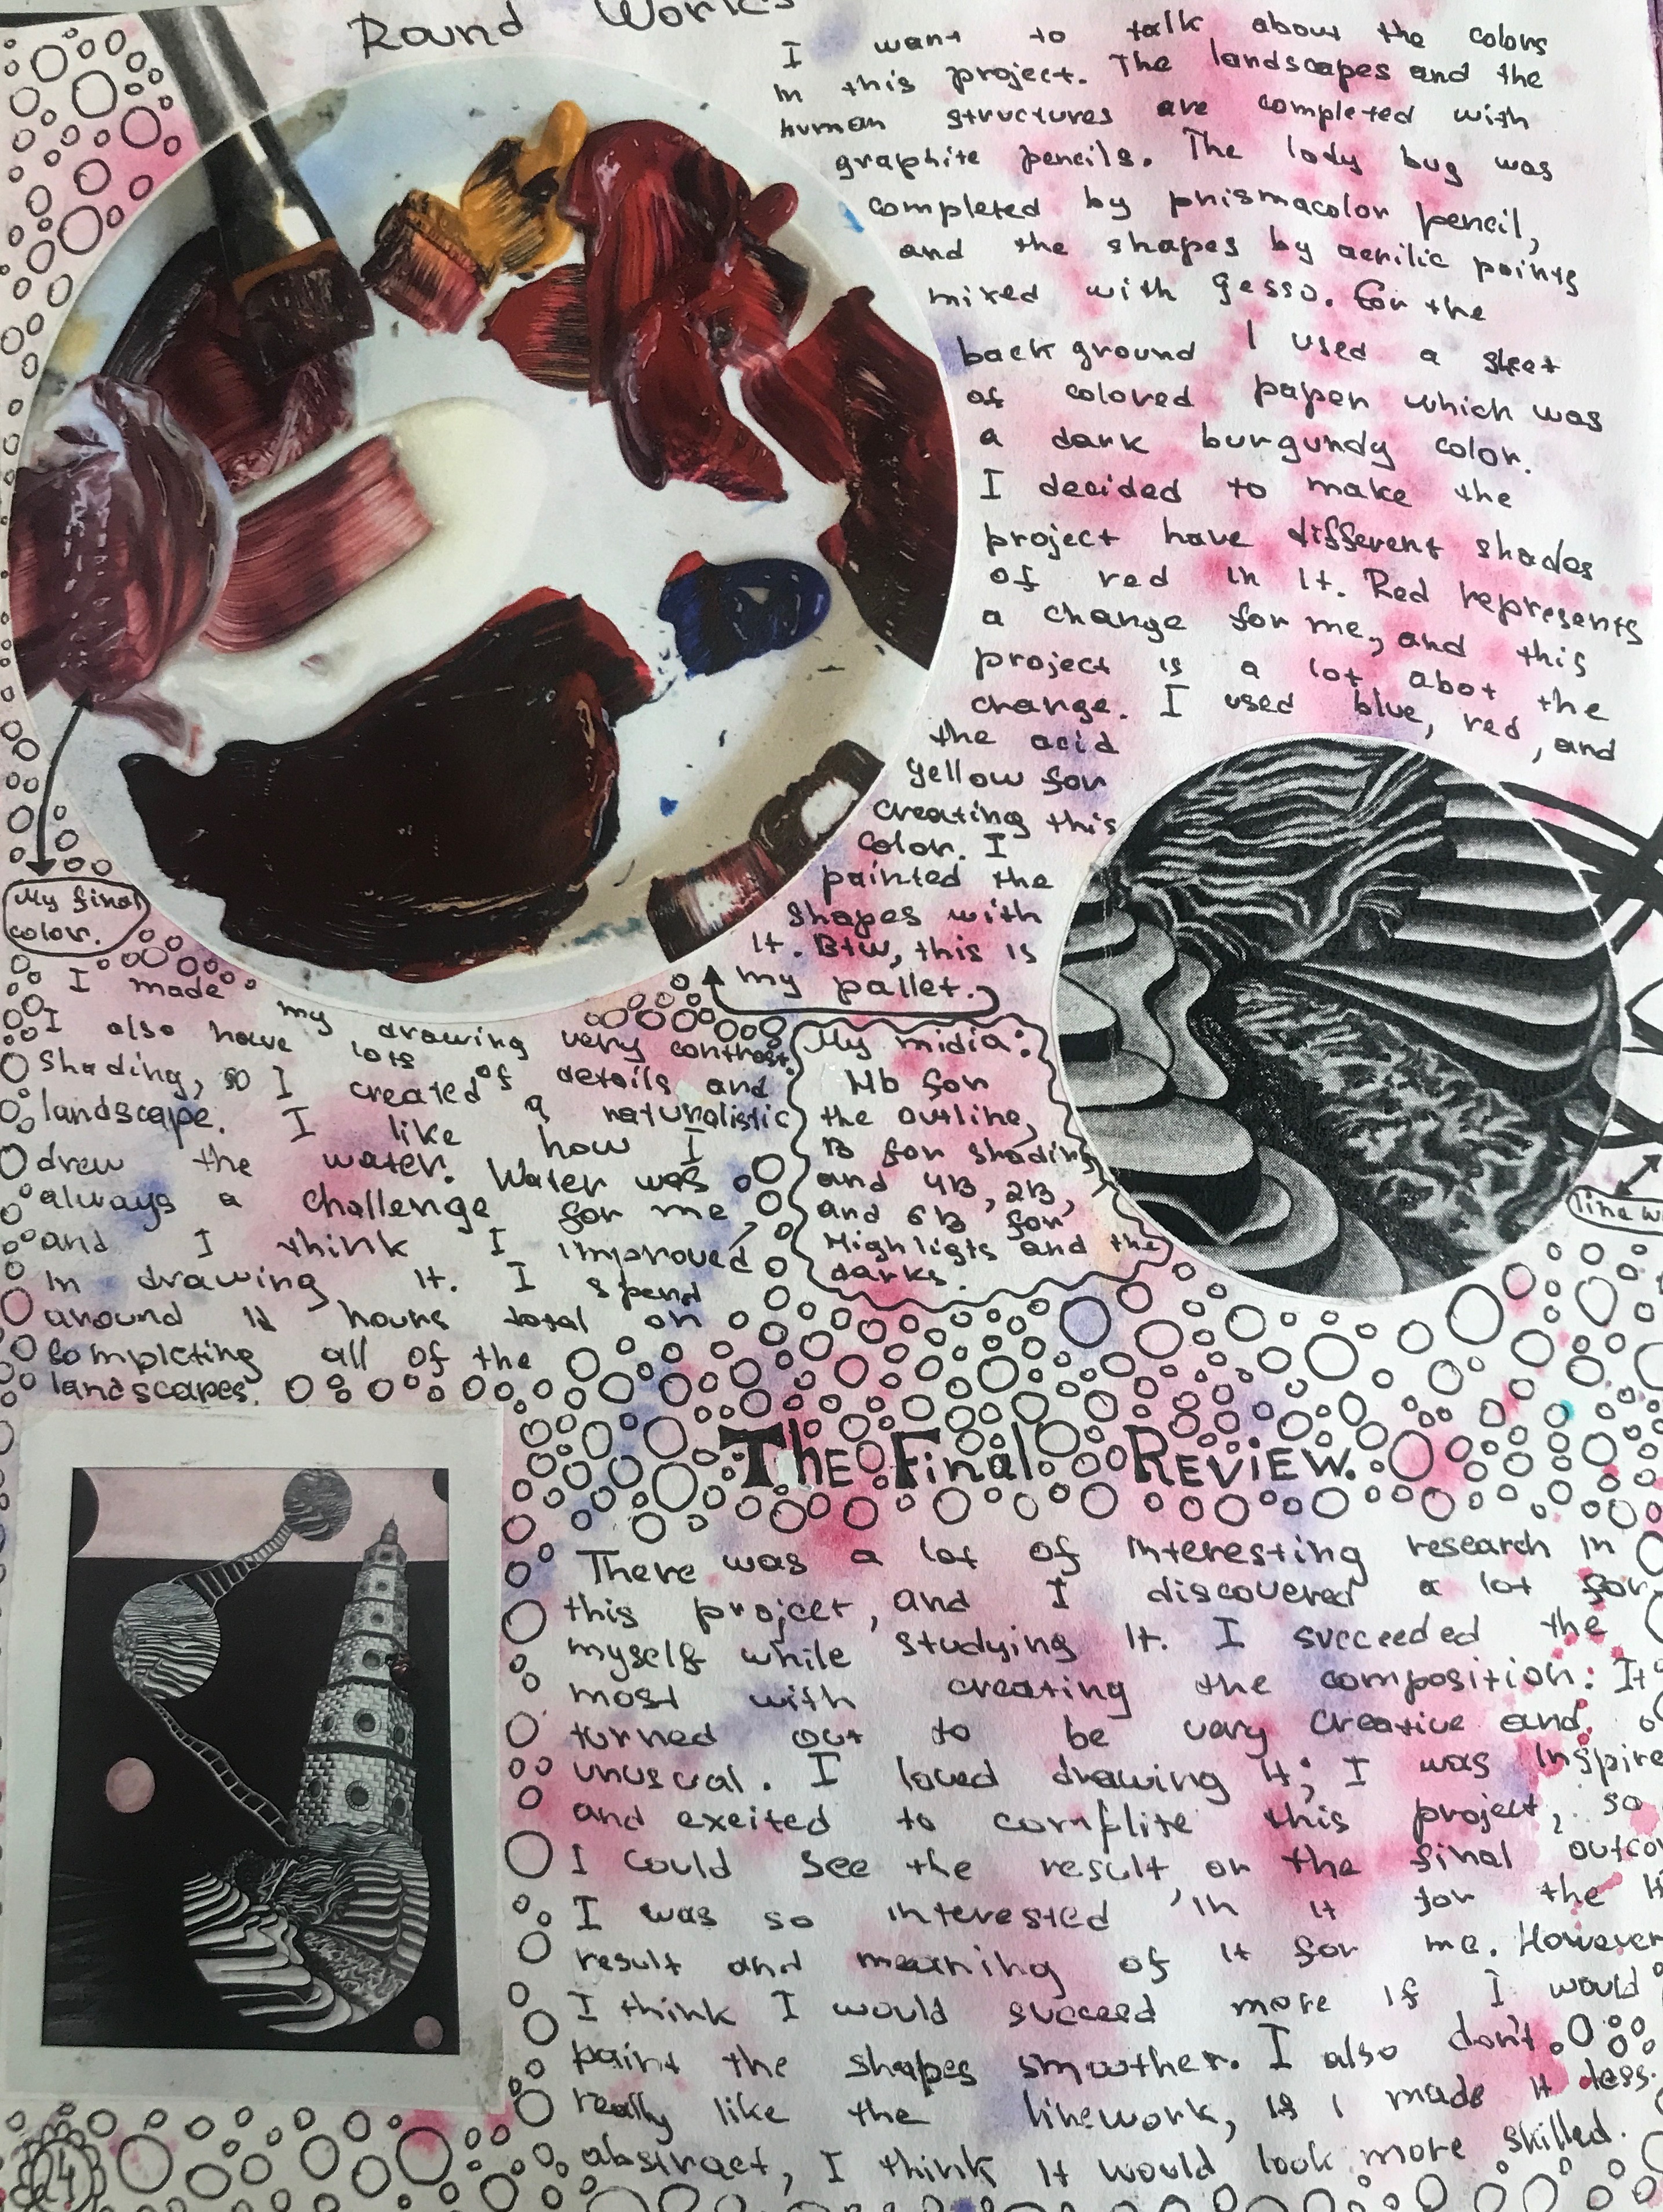 Round Worlds
I want to talk about the colors
in this project. The landscapes and the
human structures are completed with
graphite pencils. The lody bug was
completed by prismacolor pencil,
and the shapes by acrilic points
mixed with gesso. For the
background I used a sheet
of colored paper which was
a dark burgundy color.
I decided to make the
project have different shades
of red in it. Red represents
a change for me, and this
project is a lot abot the
change. I used blue, red, and
the acid
yellow for
creating this
color. I
painted the
shapes with
it. Btw, this is
my pallet.
My final
color.
I made my drawing very contrast.
I also have lots of details and
shading, so I created a naturalistic
landscape. I like how I
drew the water. Water was
always a challenge for me
and I think I improved
in drawing it. I spend
around 12 hours total on
completing all of the
landscapes.
My midia:
Hb for
the outline,
B for shading
and 4B, 2B,
and 6B for
Highligts and the
darks.
line w
The Final Review.
There was a lot of interesting research in
this projcet, and I discovered a lot for
myself while studying it. I succeeded the
most with creating the composition: It
turned out to be very creative and
unusual. I loved drawing it; I was inspire
and excited to complite this project, so
I could see the result or the final outco
I was so interested in it for the
result and meaning of it for me. However
I think I would succeed more if I would
paint the shapes smoother. I also don't
really like the linework, if I made it less
abstract, I think it would look more skilled.
24